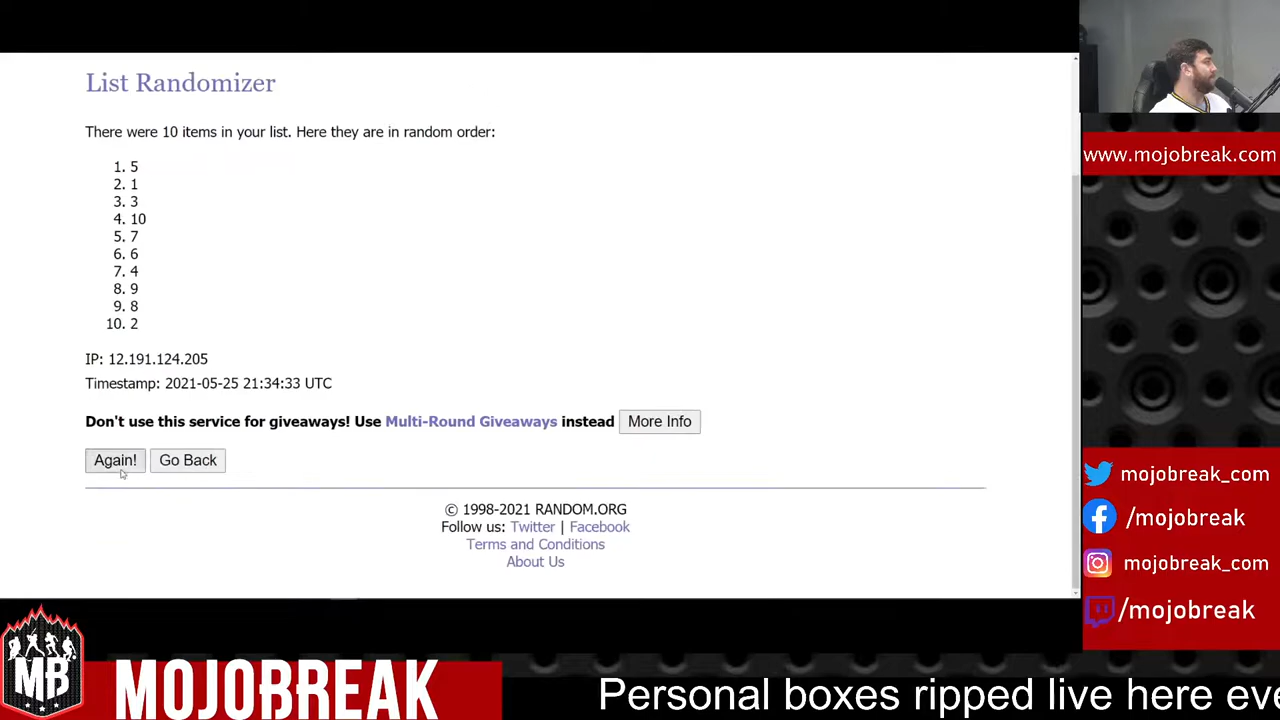 List Randomizer
There were 10 items in your list. Here they are in random order:
1. 5
2. 1
3. 3
4. 10
5. 7
6. 6
7. 4
8. 9
9. 8
10. 2
IP: 12.191.124.205
Timestamp: 2021-05-25 21:34:33 UTC
Don't use this service for giveaways! Use Multi-Round Giveaways instead More Info
Again! Go Back
© 1998-2021 RANDOM.ORG
Follow us: Twitter | Facebook
Terms and Conditions
About Us
www.mojobreak.com
mojobreak_com
/mojobreak
mojobreak_com
/mojobreak
MB
MOJOBREAK
Personal boxes ripped live here eve